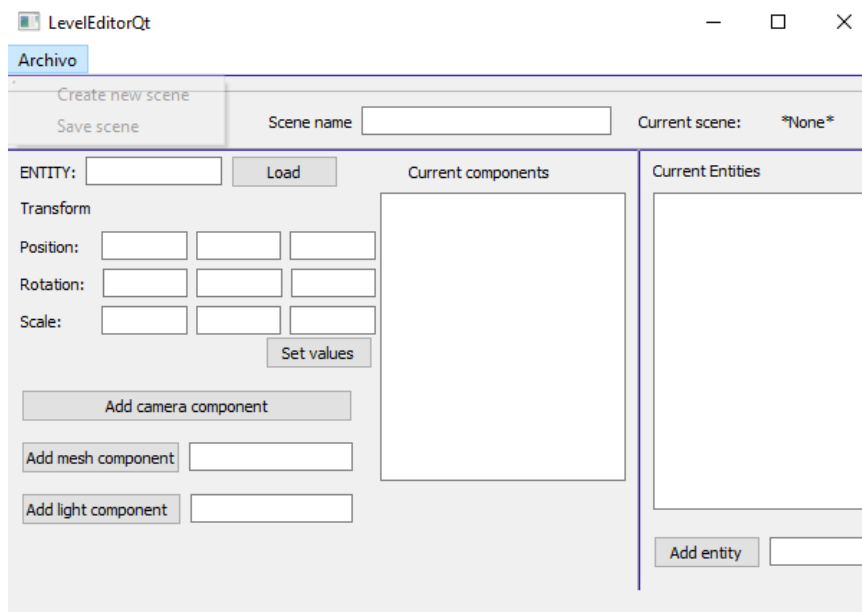 LevelEditorQt
Archivo
Create new scene
Save scene
Scene name
Current scene: *None*
ENTITY:
Load
Current components
Current Entities
Transform
Position:
Rotation:
Scale:
Set values
Add camera component
Add mesh component
Add light component
Add entity